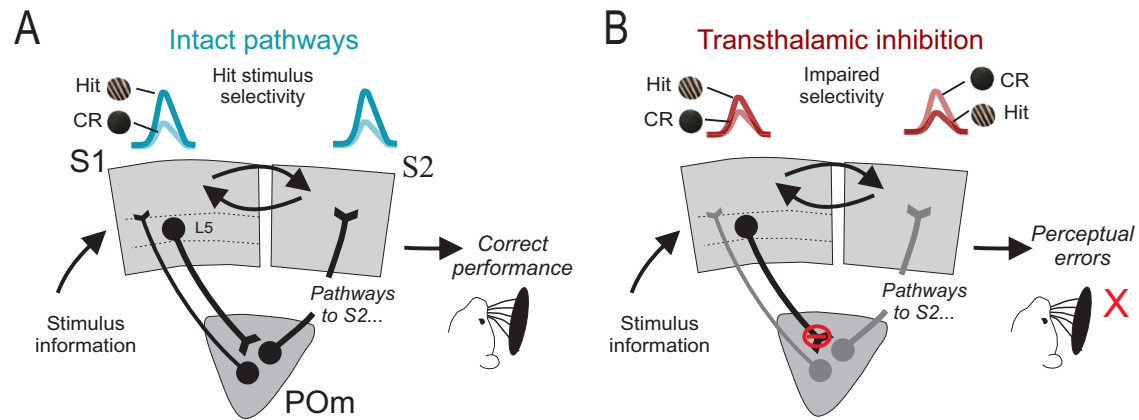 A
Intact pathways
Hit
CR
Hit stimulus
selectivity
S1
S2
L5
Stimulus
information
Pathways
to S2...
POm
Correct
performance
B
Transthalamic inhibition
Hit
CR
Impaired
selectivity
CR
Hit
Stimulus
information
Pathways
to S2...
Perceptual
errors
X